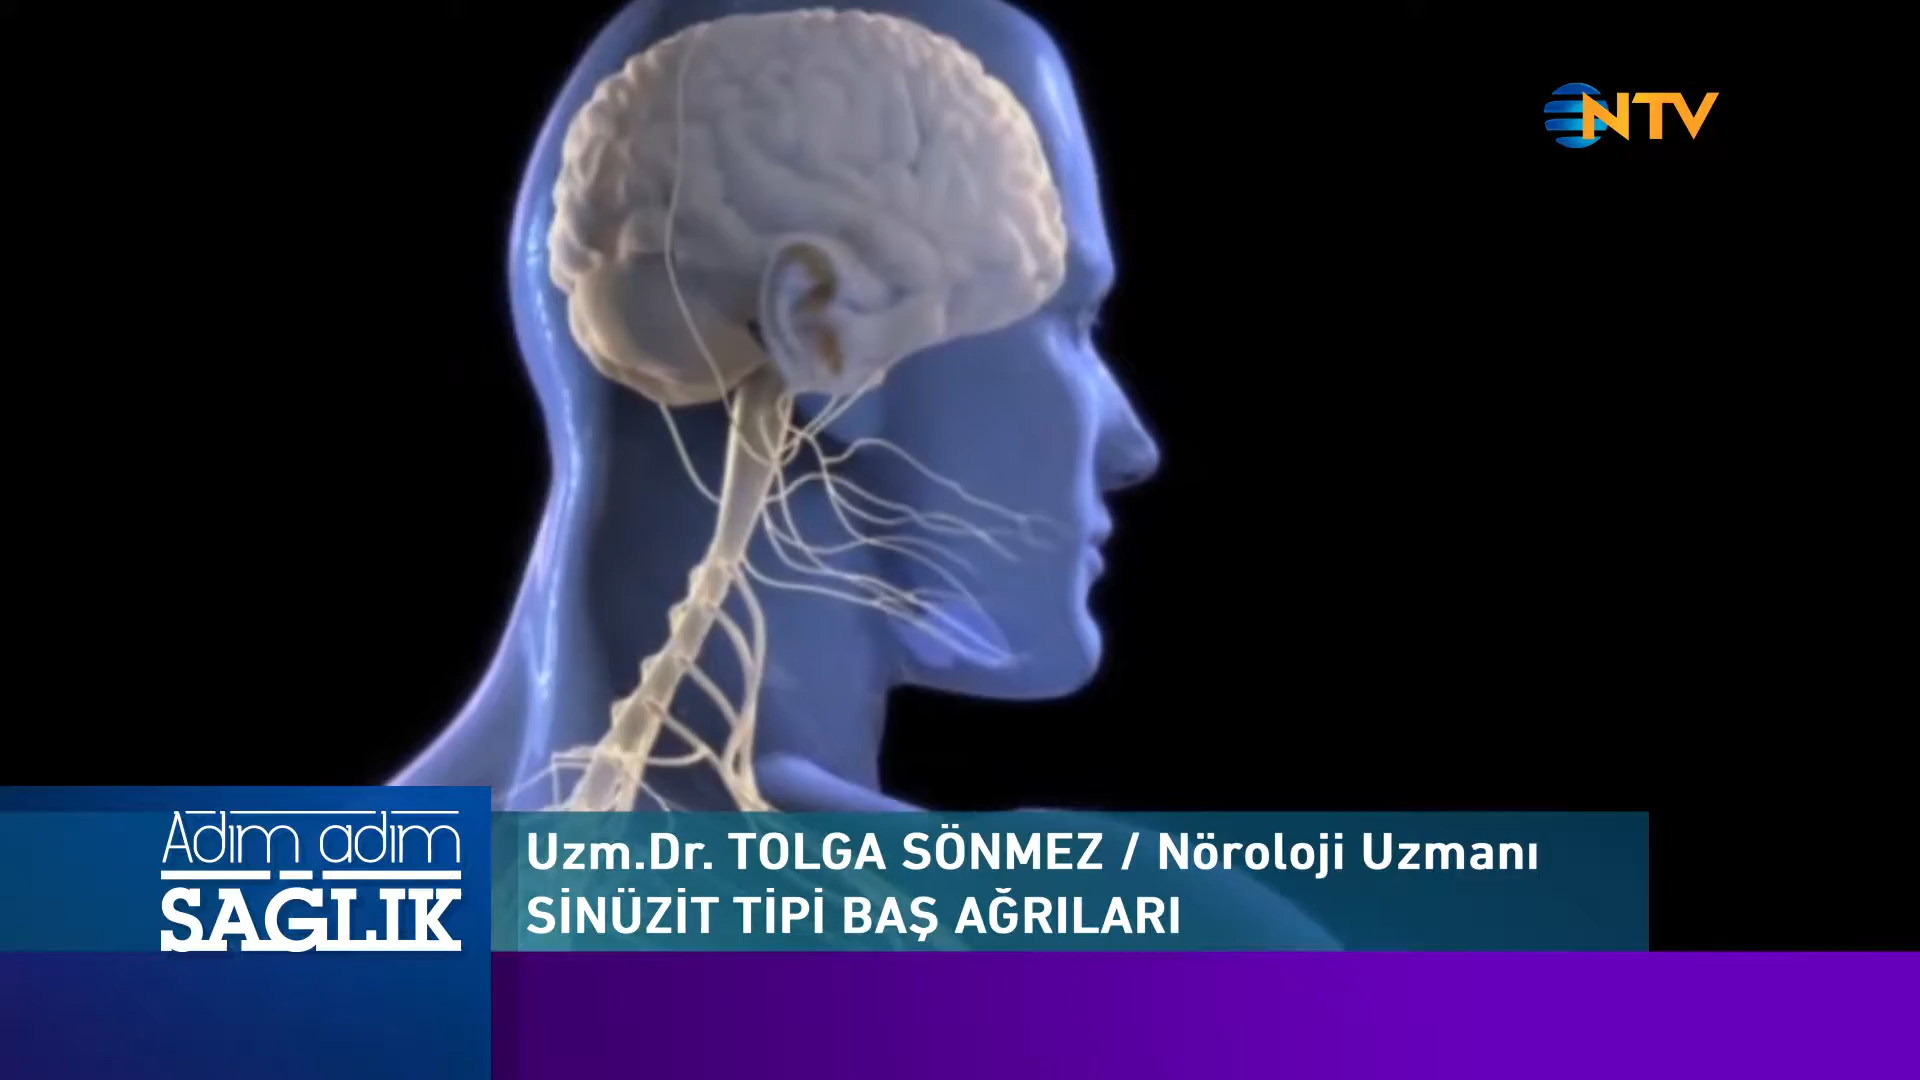 NTV
Adım adım
SAĞLIK
Uzm.Dr. TOLGA SÖNMEZ / Nöroloji Uzmanı
SİNÜZİT TİPİ BAŞ AĞRILARI